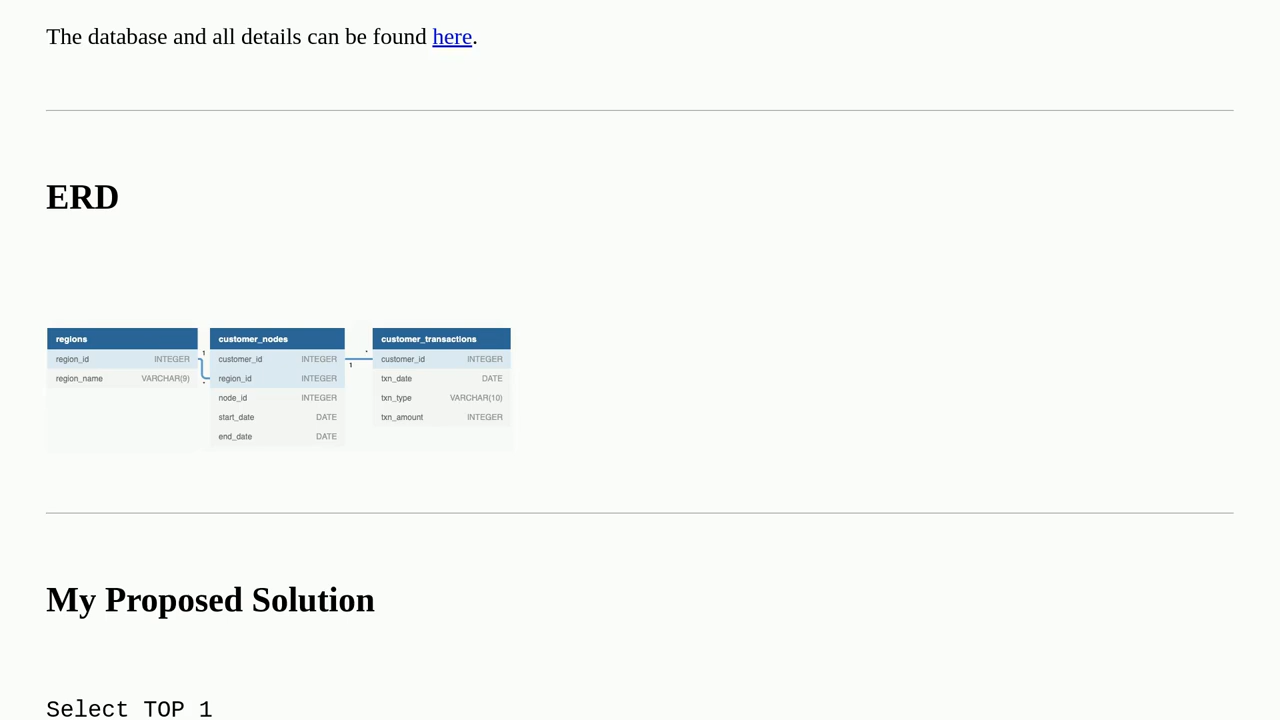 The database and all details can be found here.
ERD
regions
region_id INTEGER
region_name VARCHAR(9)
1
*
customer_nodes
customer_id INTEGER
region_id INTEGER
node_id INTEGER
start_date DATE
end_date DATE
*
1
customer_transactions
customer_id INTEGER
txn_date DATE
txn_type VARCHAR(10)
txn_amount INTEGER
My Proposed Solution
Select TOP 1